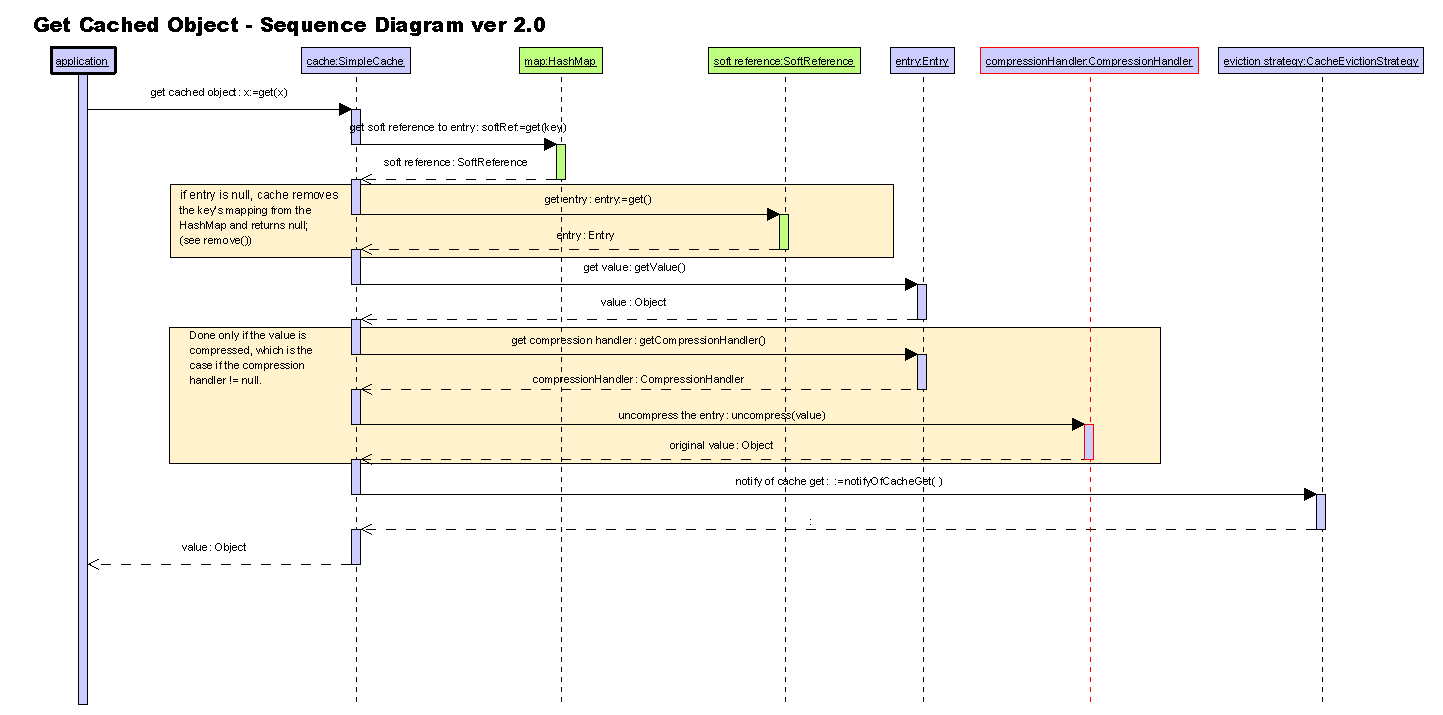 Get Cached Object - Sequence Diagram ver 2.0
application
cache:SimpleCache
map:HashMap
soft reference:SoftReference
entry:Entry
compressionHandler:CompressionHandler
eviction strategy:CacheEvictionStrategy
get cached object : x:=get(x)
get soft reference to entry : softRef:=get(key)
soft reference : SoftReference
if entry is null, cache removes
the key's mapping from the
HashMap and returns null;
(see remove())
get entry : entry:=get()
entry : Entry
get value : getValue()
value : Object
Done only if the value is
compressed, which is the
case if the compression
handler != null.
get compression handler : getCompressionHandler()
compressionHandler : CompressionHandler
uncompress the entry : uncompress(value)
original value : Object
notify of cache get : :=notifyOfCacheGet( )
:
value : Object